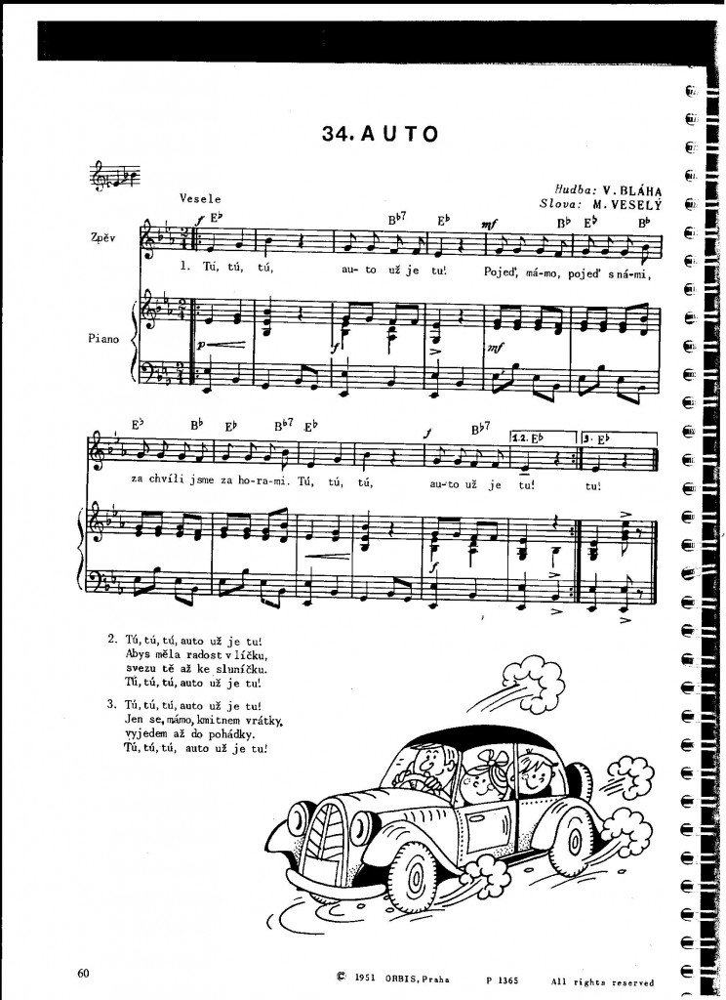 34. AUTO
Hudba: V. BLÁHA
Slova: M. VESELÝ
Vesele
f E♭ B♭7 E♭ mf B♭ E♭ B♭
Zpěv
1. Tú, tú, tú, au- to už je tu! Pojeď, má-mo, pojeď s ná-mi,
Piano
p f mf
E♭ B♭ E♭ B♭7 E♭ f B♭7 1.2. E♭ 3. E♭
za chvíli jsme za ho-ra-mi. Tú, tú, tú, au-to už je tu! tu!
f
2. Tú, tú, tú, auto už je tu!
Abys měla radost v líčku,
svezu tě až ke sluníčku.
Tú, tú, tú, auto už je tu!
3. Tú, tú, tú, auto už je tu!
Jen se, mámo, kmitnem vrátky,
vyjedem až do pohádky.
Tú, tú, tú, auto už je tu!
60
© 1951 ORBIS, Praha P 1365 All rights reserved